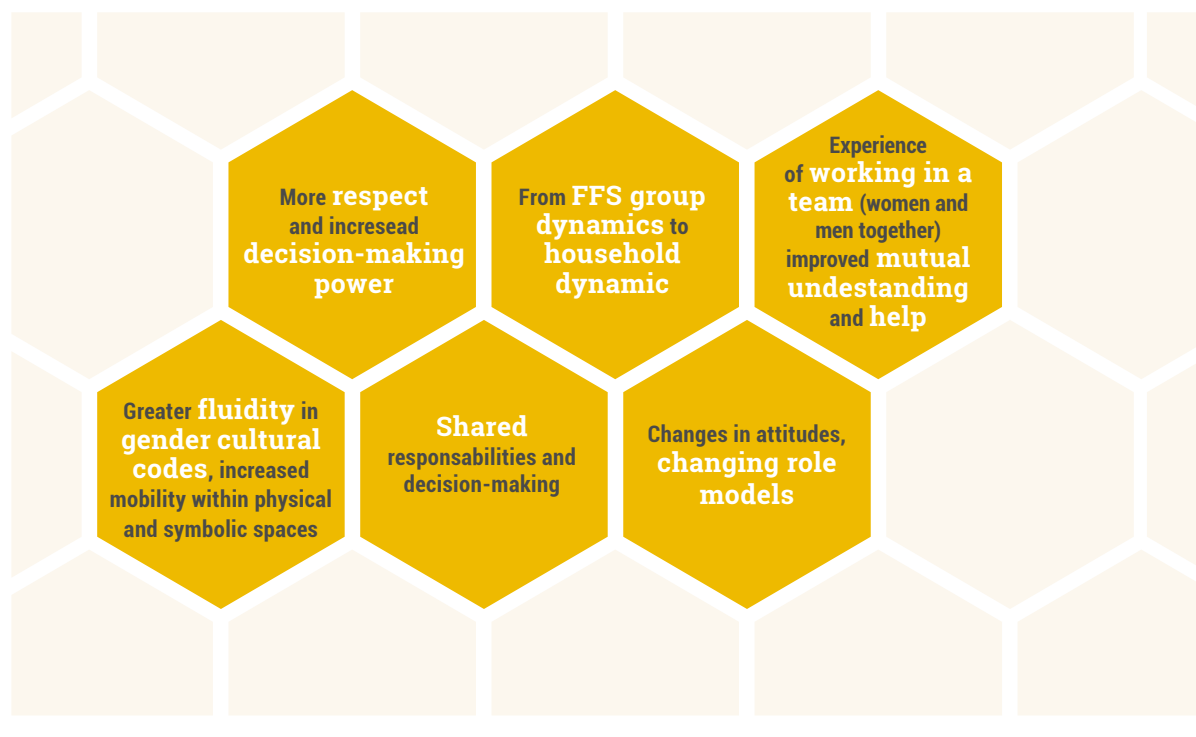 More respect
and incresead
decision-making
power
From FFS group
dynamics to
household
dynamic
Experience
of working in a
team (women and
men together)
improved mutual
undestanding
and help
Greater fluidity in
gender cultural
codes, increased
mobility within physical
and symbolic spaces
Shared
responsabilities and
decision-making
Changes in attitudes,
changing role
models